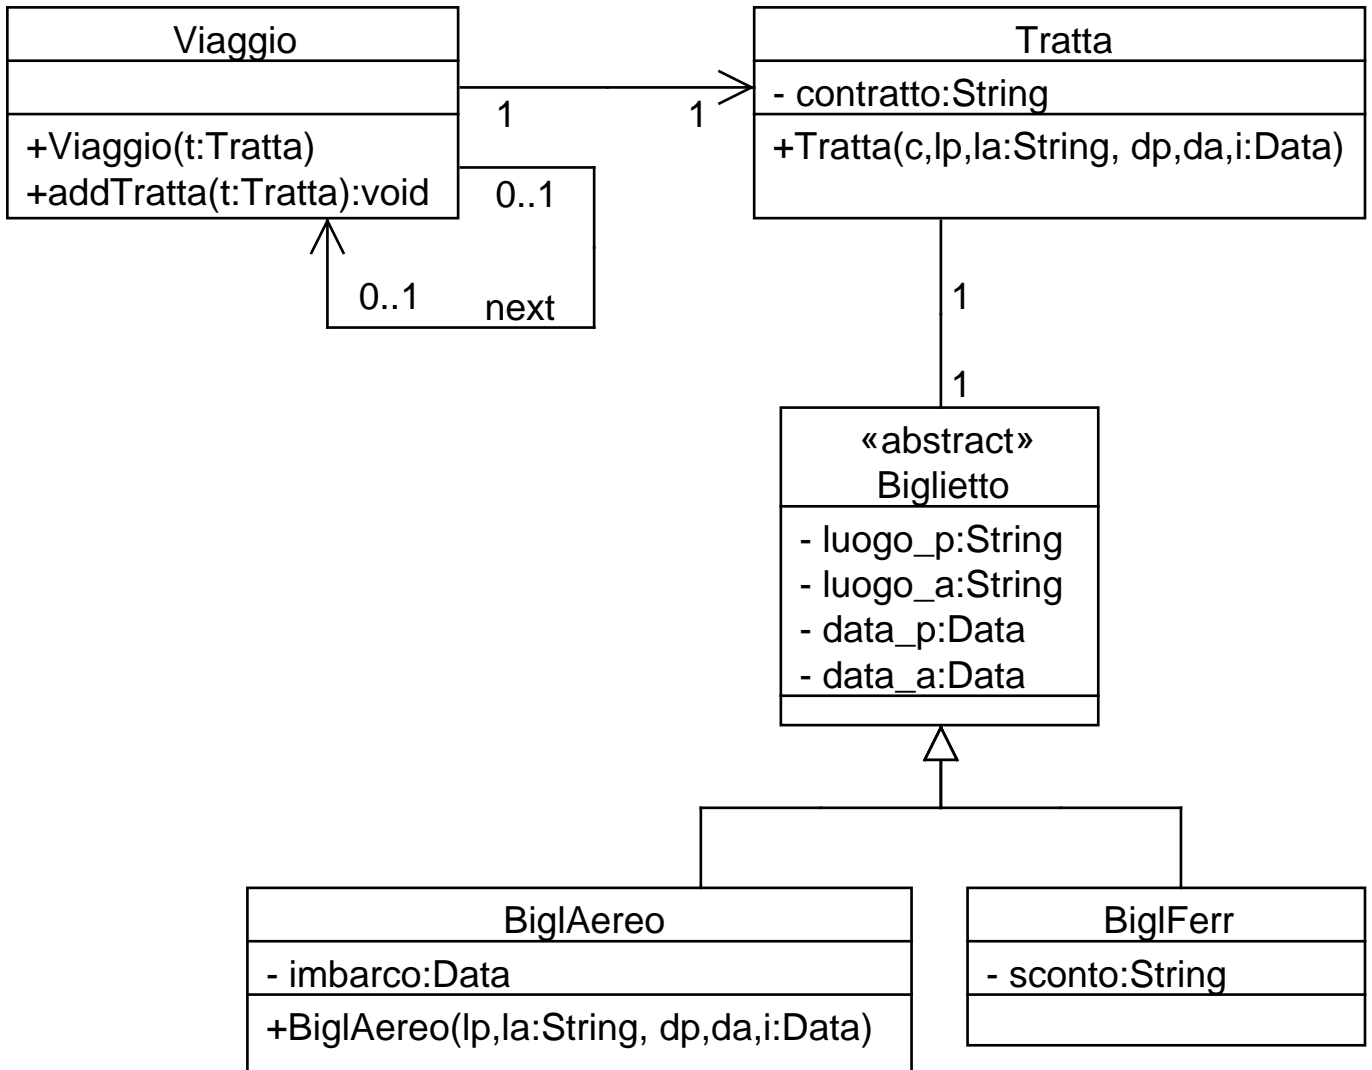 Viaggio
+Viaggio(t:Tratta)
+addTratta(t:Tratta):void
1
1
0..1
0..1
next
Tratta
- contratto:String
+Tratta(c,lp,la:String, dp,da,i:Data)
1
1
«abstract»
Biglietto
- luogo_p:String
- luogo_a:String
- data_p:Data
- data_a:Data
BiglAereo
- imbarco:Data
+BiglAereo(lp,la:String, dp,da,i:Data)
BiglFerr
- sconto:String